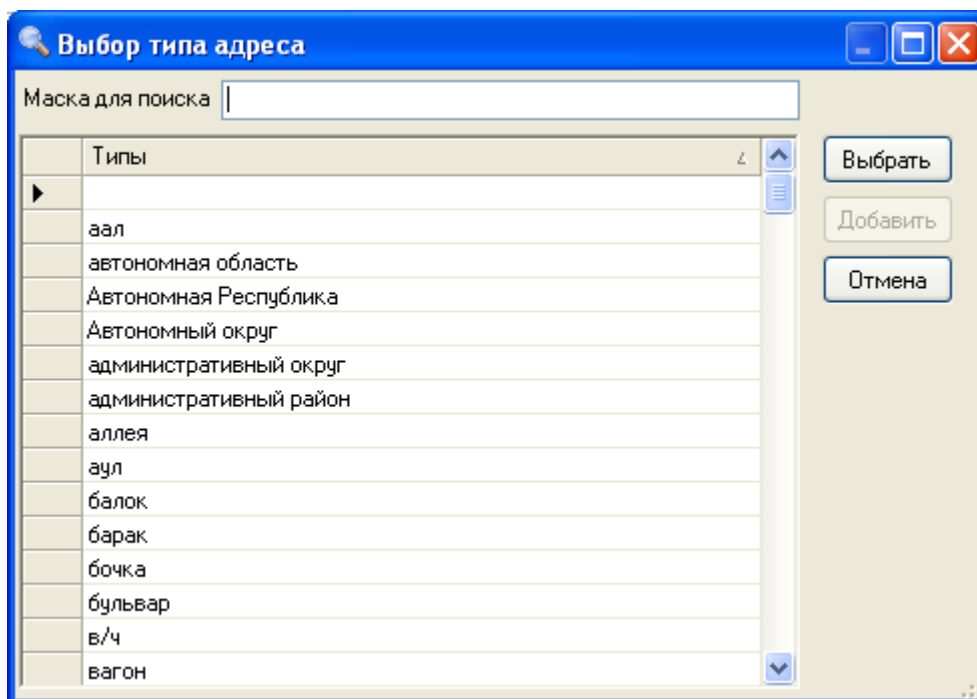 Выбор типа адреса
Маска для поиска
Типы
Выбрать
Добавить
Отмена
аал
автономная область
Автономная Республика
Автономный округ
административный округ
административный район
аллея
аул
балок
барак
бочка
бульвар
в/ч
вагон